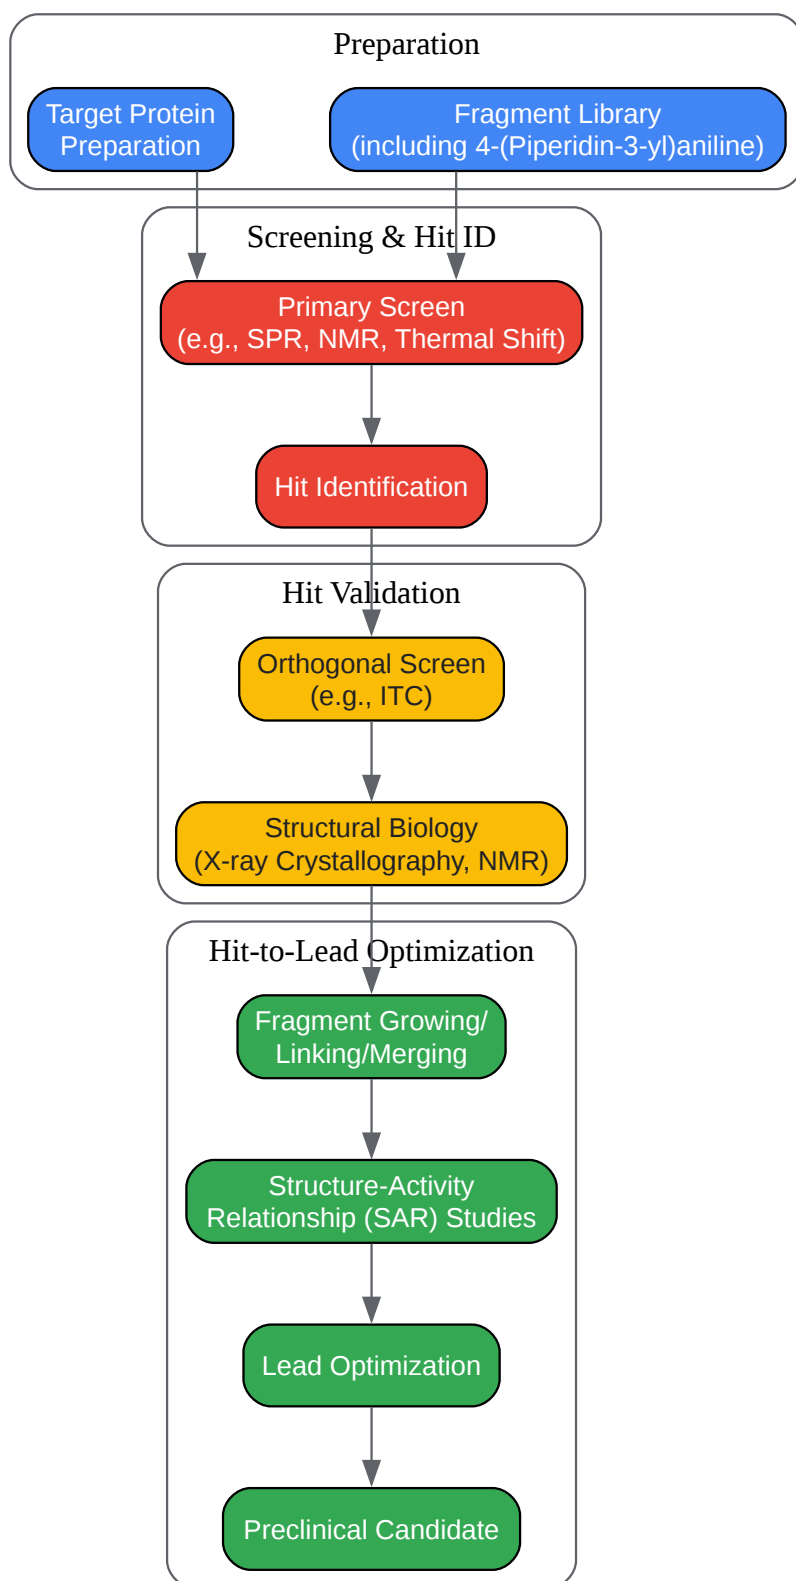 Preparation
Target Protein
Preparation
Fragment Library
(including 4-(Piperidin-3-yl)aniline)
Screening & Hit ID
Primary Screen
(e.g., SPR, NMR, Thermal Shift)
Hit Identification
Hit Validation
Orthogonal Screen
(e.g., ITC)
Structural Biology
(X-ray Crystallography, NMR)
Hit-to-Lead Optimization
Fragment Growing/
Linking/Merging
Structure-Activity
Relationship (SAR) Studies
Lead Optimization
Preclinical Candidate